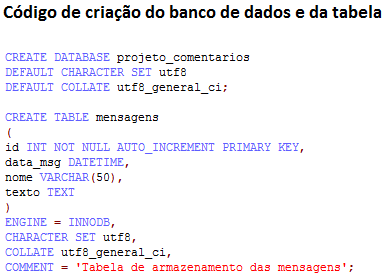 Código de criação do banco de dados e da tabela
CREATE DATABASE projeto_comentarios
DEFAULT CHARACTER SET utf8
DEFAULT COLLATE utf8_general_ci;
CREATE TABLE mensagens
(
id INT NOT NULL AUTO_INCREMENT PRIMARY KEY,
data_msg DATETIME,
nome VARCHAR(50),
texto TEXT
)
ENGINE = INNODB,
CHARACTER SET utf8,
COLLATE utf8_general_ci,
COMMENT = 'Tabela de armazenamento das mensagens';